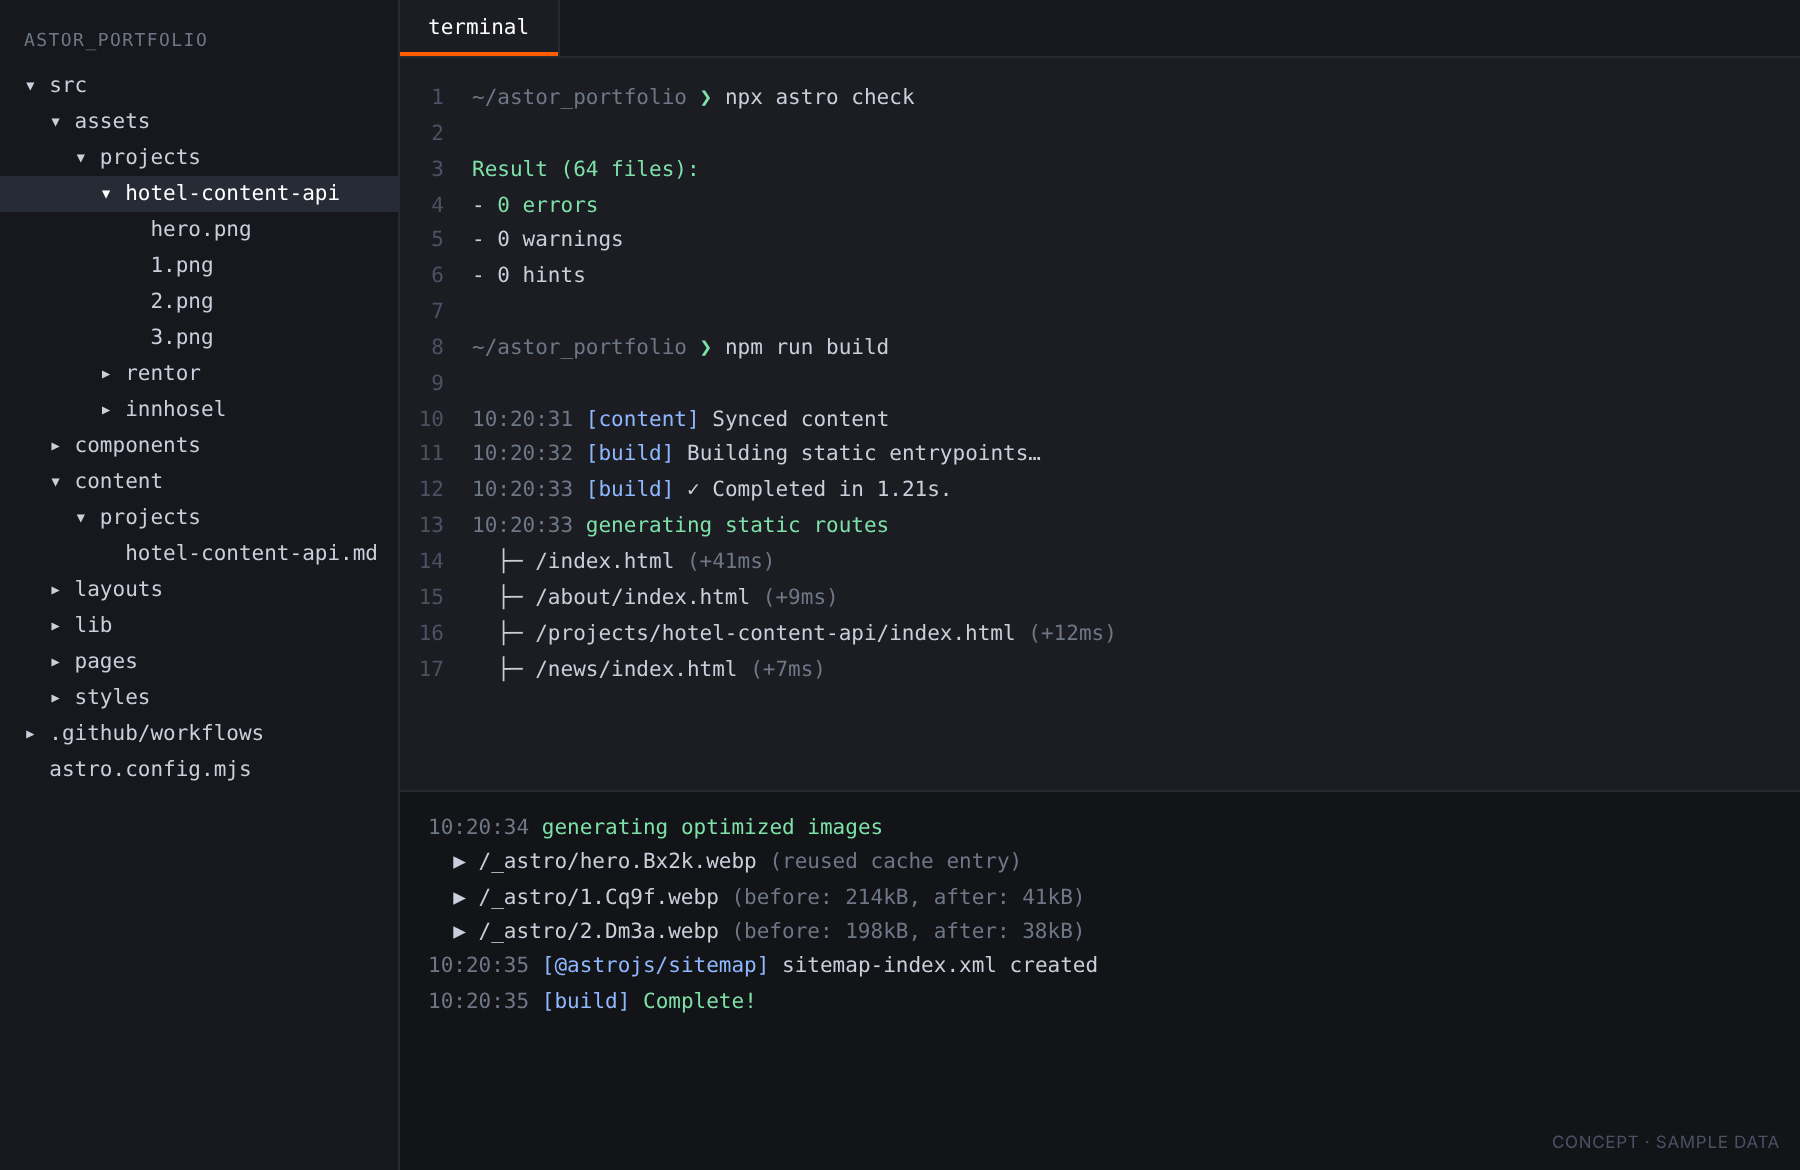 ASTOR_PORTFOLIO
▾ src
▾ assets
▾ projects
▾ hotel-content-api
hero.png
1.png
2.png
3.png
▸ rentor
▸ innhosel
▸ components
▾ content
▾ projects
hotel-content-api.md
▸ layouts
▸ lib
▸ pages
▸ styles
▸ .github/workflows
astro.config.mjs
terminal
1 ~/astor_portfolio ❯ npx astro check
2
3 Result (64 files):
4 - 0 errors
5 - 0 warnings
6 - 0 hints
7
8 ~/astor_portfolio ❯ npm run build
9
10 10:20:31 [content] Synced content
11 10:20:32 [build] Building static entrypoints…
12 10:20:33 [build] ✓ Completed in 1.21s.
13 10:20:33 generating static routes
14 ├─ /index.html (+41ms)
15 ├─ /about/index.html (+9ms)
16 ├─ /projects/hotel-content-api/index.html (+12ms)
17 ├─ /news/index.html (+7ms)
10:20:34 generating optimized images
▶ /_astro/hero.Bx2k.webp (reused cache entry)
▶ /_astro/1.Cq9f.webp (before: 214kB, after: 41kB)
▶ /_astro/2.Dm3a.webp (before: 198kB, after: 38kB)
10:20:35 [@astrojs/sitemap] sitemap-index.xml created
10:20:35 [build] Complete!
CONCEPT · SAMPLE DATA